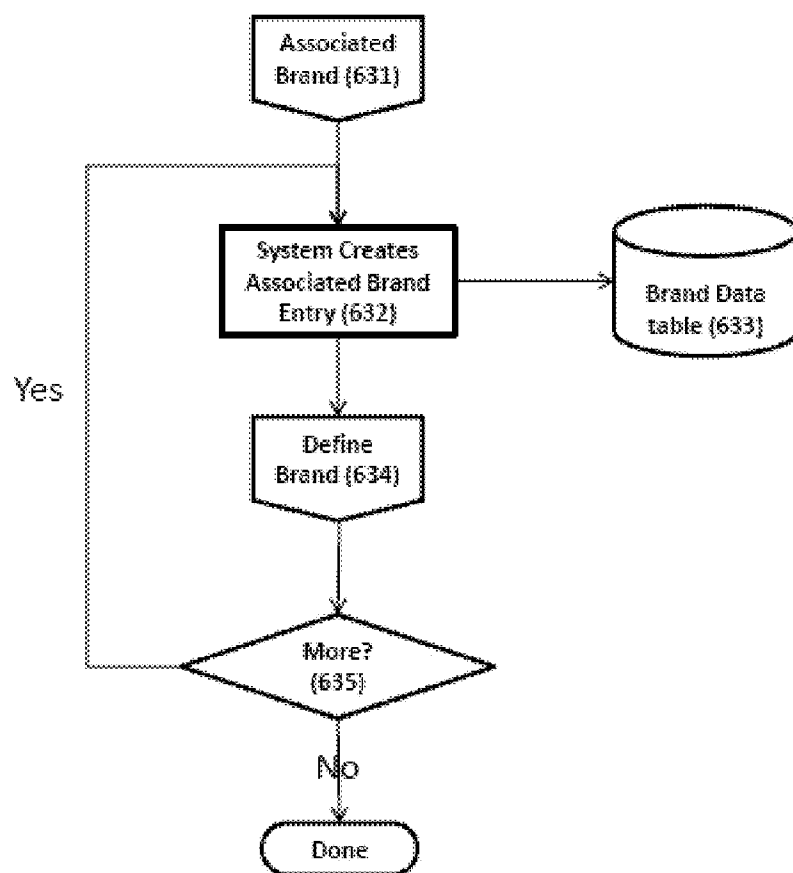 Associated
Brand (631)
System Creates
Associated Brand
Entry (632)
Brand Data
table (633)
Yes
Define
Brand (634)
More?
(635)
No
Done